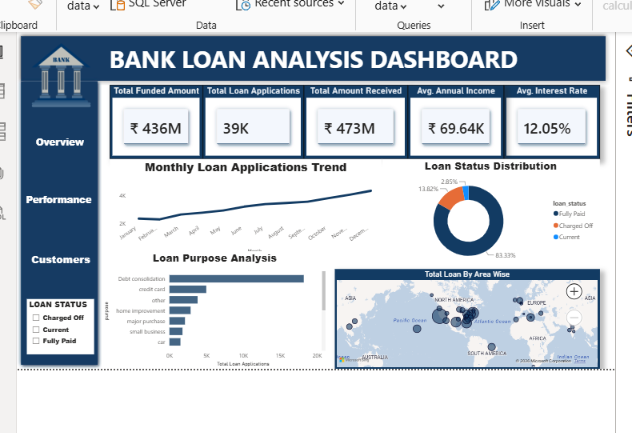 data
SQL Server
Recent sources
data
More visuals
lipboard
Data
Queries
Insert
calcu
BANK
BANK LOAN ANALYSIS DASHBOARD
Total Funded Amount
Total Loan Applications
Total Amount Received
Avg. Annual Income
Avg. Interest Rate
₹ 436M
39K
₹ 473M
₹ 69.64K
12.05%
Overview
Performance
Customers
LOAN STATUS
Charged Off
Current
Fully Paid
Monthly Loan Applications Trend
4K
2K
January
Februa...
March
April
May
June
July
August
Septe...
October
Nove...
Decem...
Loan Status Distribution
2.85%
13.82%
83.33%
loan_status
Fully Paid
Charged Off
Current
Loan Purpose Analysis
purpose
Debt consolidation
credit card
other
home improvement
major purchase
small business
car
0K
5K
10K
15K
20K
Total Loan Applications
Total Loan By Area Wise
ASIA
NORTH AMERICA
EUROPE
ASIA
Pacific Ocean
Atlantic Ocean
AFRICA
SOUTH AMERICA
AUSTRALIA
Indian Ocean
Microsoft Corporation
Terms
Filters